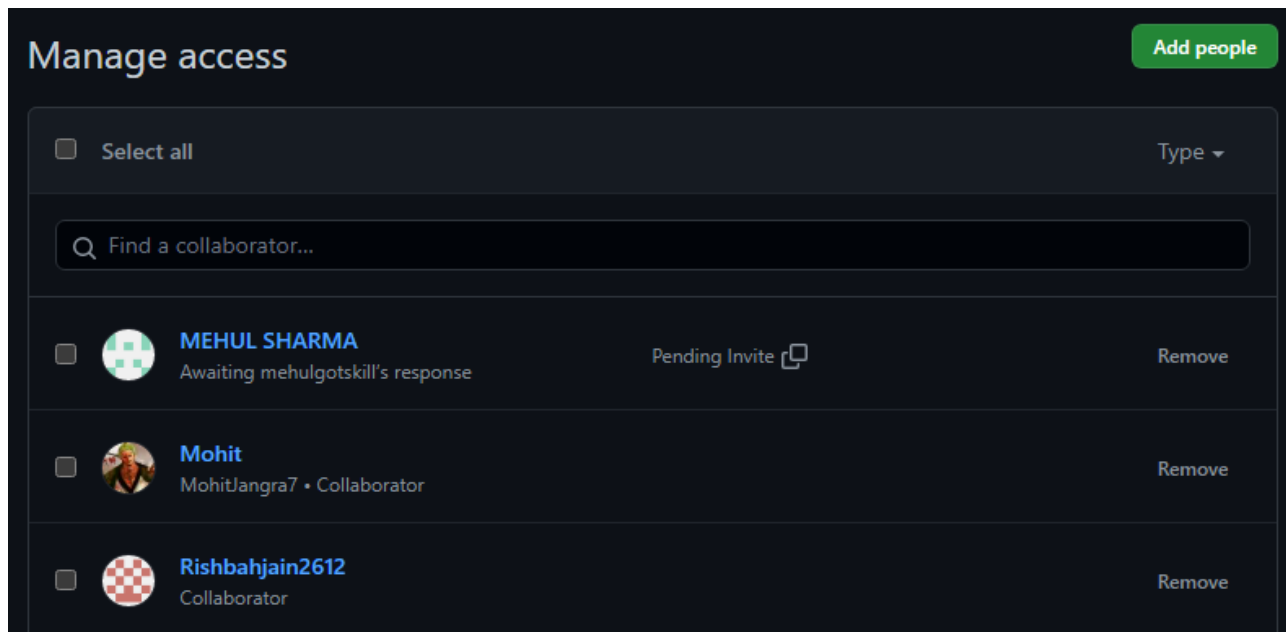 Manage access
Add people
Select all
Type
Find a collaborator...
MEHUL SHARMA
Awaiting mehulgotskill's response
Pending Invite
Remove
Mohit
MohitJangra7 • Collaborator
Remove
Rishbahjain2612
Collaborator
Remove